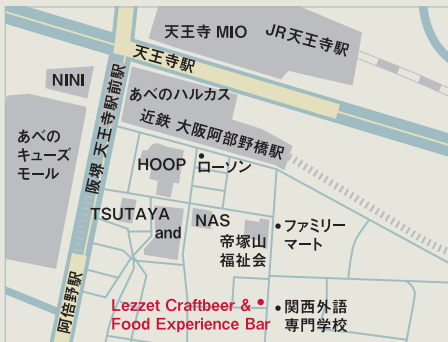 天王寺 MIO
JR天王寺駅
天王寺駅
NINI
あべのハルカス
近鉄 大阪阿部野橋駅
あべの
キューズ
モール
阪堺 天王寺駅前駅
HOOP
ローソン
TSUTAYA
and
NAS
帝塚山
福祉会
ファミリー
マート
阿倍野駅
Lezzet Craftbeer &
Food Experience Bar
関西外語
専門学校